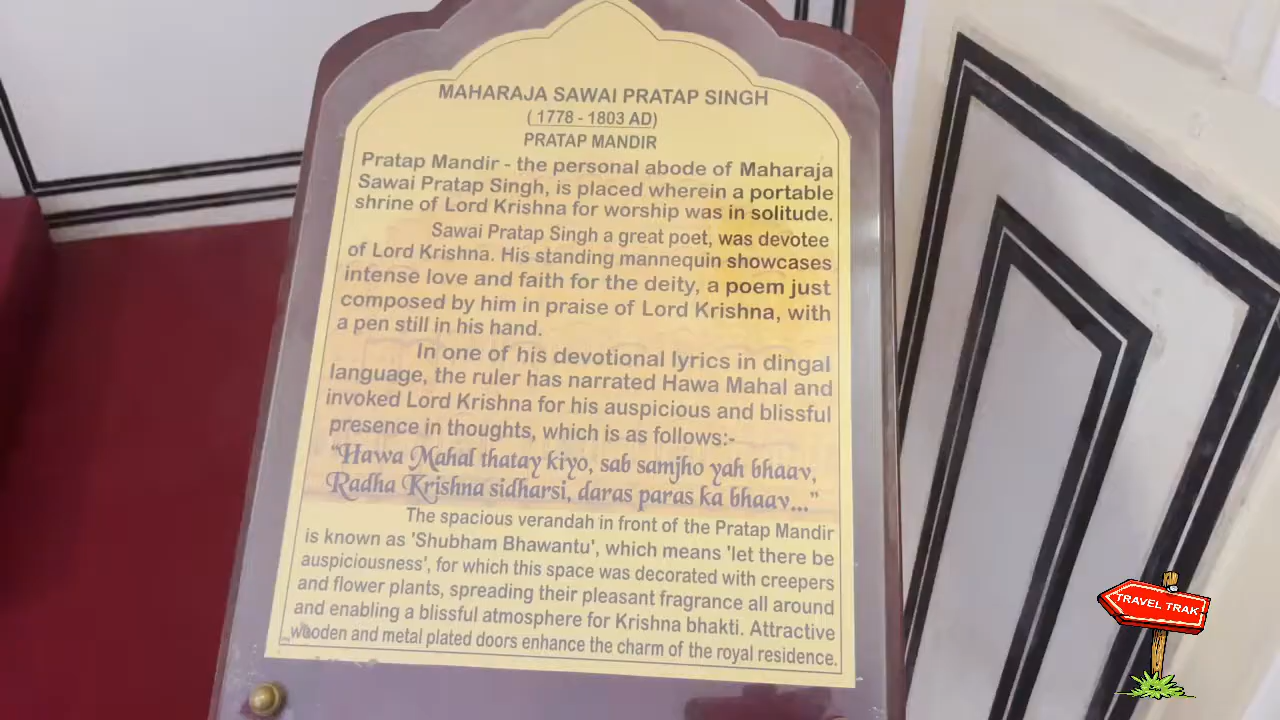 MAHARAJA SAWAI PRATAP SINGH
( 1778 - 1803 AD)
PRATAP MANDIR
Pratap Mandir - the personal abode of Maharaja
Sawai Pratap Singh, is placed wherein a portable
shrine of Lord Krishna for worship was in solitude.
Sawai Pratap Singh a great poet, was devotee
of Lord Krishna. His standing mannequin showcases
intense love and faith for the deity, a poem just
composed by him in praise of Lord Krishna, with
a pen still in his hand.
In one of his devotional lyrics in dingal
language, the ruler has narrated Hawa Mahal and
invoked Lord Krishna for his auspicious and blissful
presence in thoughts, which is as follows:-
"Hawa Mahal thatay kiyo, sab samjho yah bhaav,
Radha Krishna sidharsi, daras paras ka bhaav..."
The spacious verandah in front of the Pratap Mandir
is known as 'Shubham Bhawantu', which means 'let there be
auspiciousness', for which this space was decorated with creepers
and flower plants, spreading their pleasant fragrance all around
and enabling a blissful atmosphere for Krishna bhakti. Attractive
wooden and metal plated doors enhance the charm of the royal residence.
TRAVEL TRAK